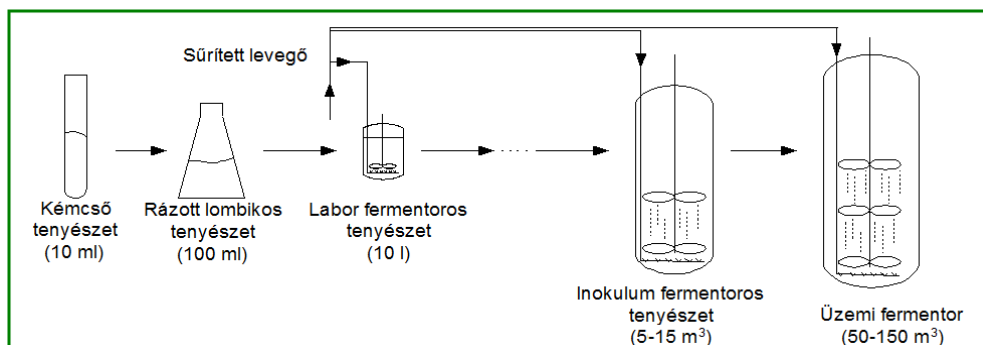 Sűrített levegő
Kémcső
tenyészet
(10 ml)
Rázott lombikos
tenyészet
(100 ml)
Labor fermentoros
tenyészet
(10 l)
Inokulum fermentoros
tenyészet
(5-15 m³)
Üzemi fermentor
(50-150 m³)